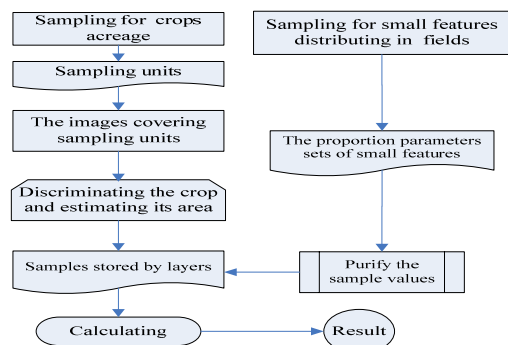 Sampling for crops
acreage
Sampling units
The images covering
sampling units
Discriminating the crop
and estimating its area
Samples stored by layers
Calculating
Sampling for small features
distributing in fields
The proportion parameters
sets of small features
Purify the
sample values
Result